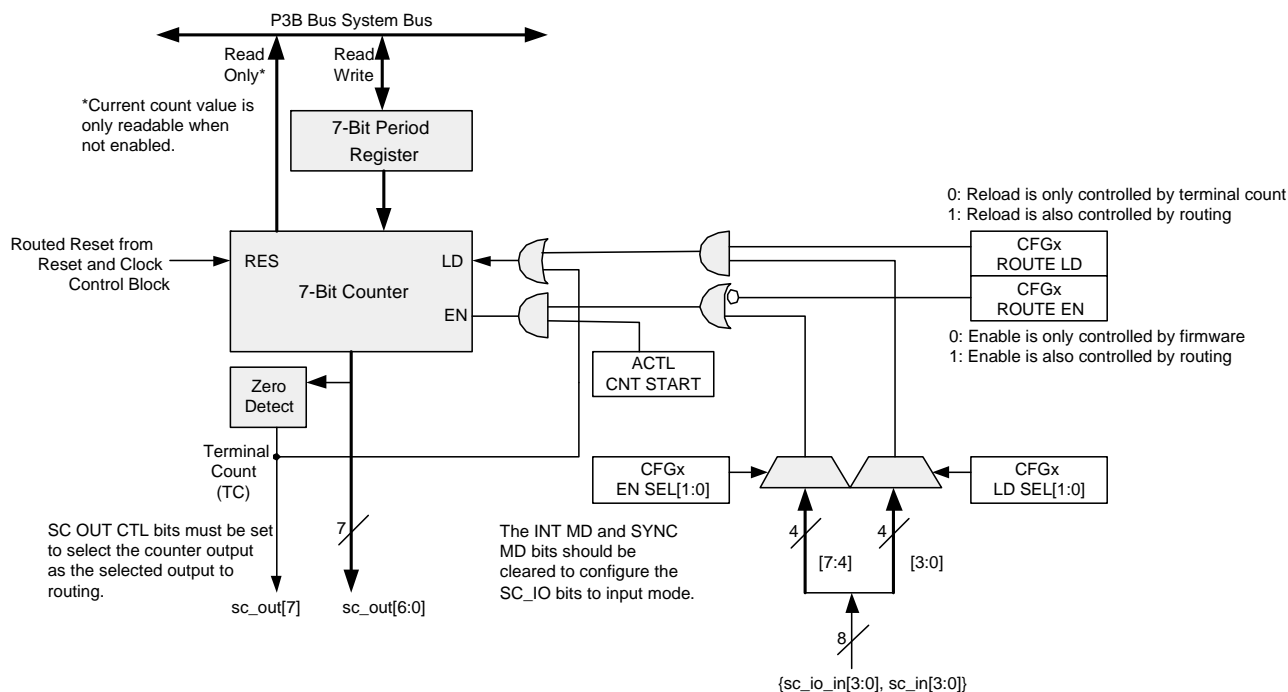 P3B Bus System Bus
Read
Only*
Read
Write
*Current count value is
only readable when
not enabled.
7-Bit Period
Register
0: Reload is only controlled by terminal count
1: Reload is also controlled by routing
Routed Reset from
Reset and Clock
Control Block
RES
LD
7-Bit Counter
EN
CFGx
ROUTE LD
CFGx
ROUTE EN
0: Enable is only controlled by firmware
1: Enable is also controlled by routing
ACTL
CNT START
Zero
Detect
Terminal
Count
(TC)
CFGx
EN SEL[1:0]
CFGx
LD SEL[1:0]
SC OUT CTL bits must be set
to select the counter output
as the selected output to
routing.
7
The INT MD and SYNC
MD bits should be
cleared to configure the
SC_IO bits to input mode.
4
4
[7:4]
[3:0]
sc_out[7]
sc_out[6:0]
8
{sc_io_in[3:0], sc_in[3:0]}